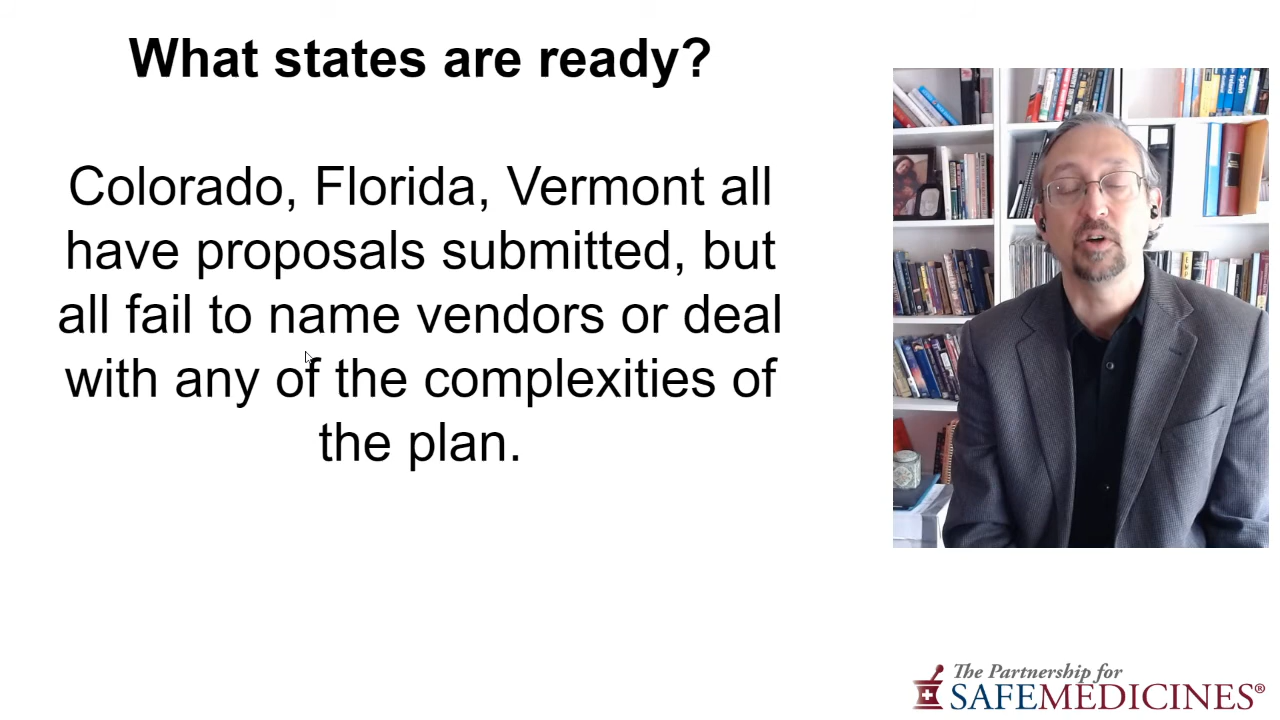 What states are ready?
Colorado, Florida, Vermont all
have proposals submitted, but
all fail to name vendors or deal
with any of the complexities of
the plan.
Spain
The Partnership for
SAFEMEDICINES®